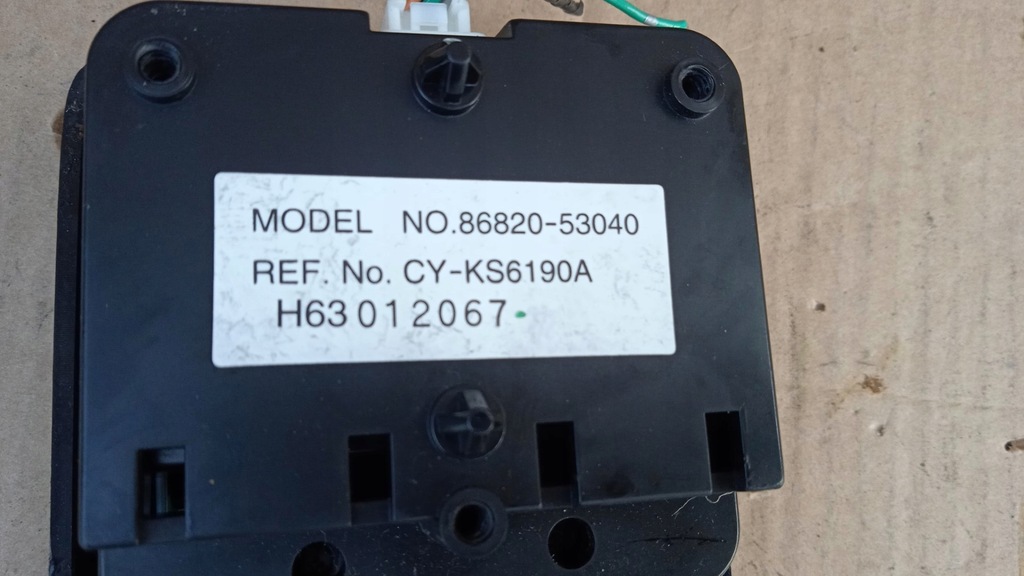 MODEL NO.86820-53040
REF. No. CY-KS6190A
H63012067